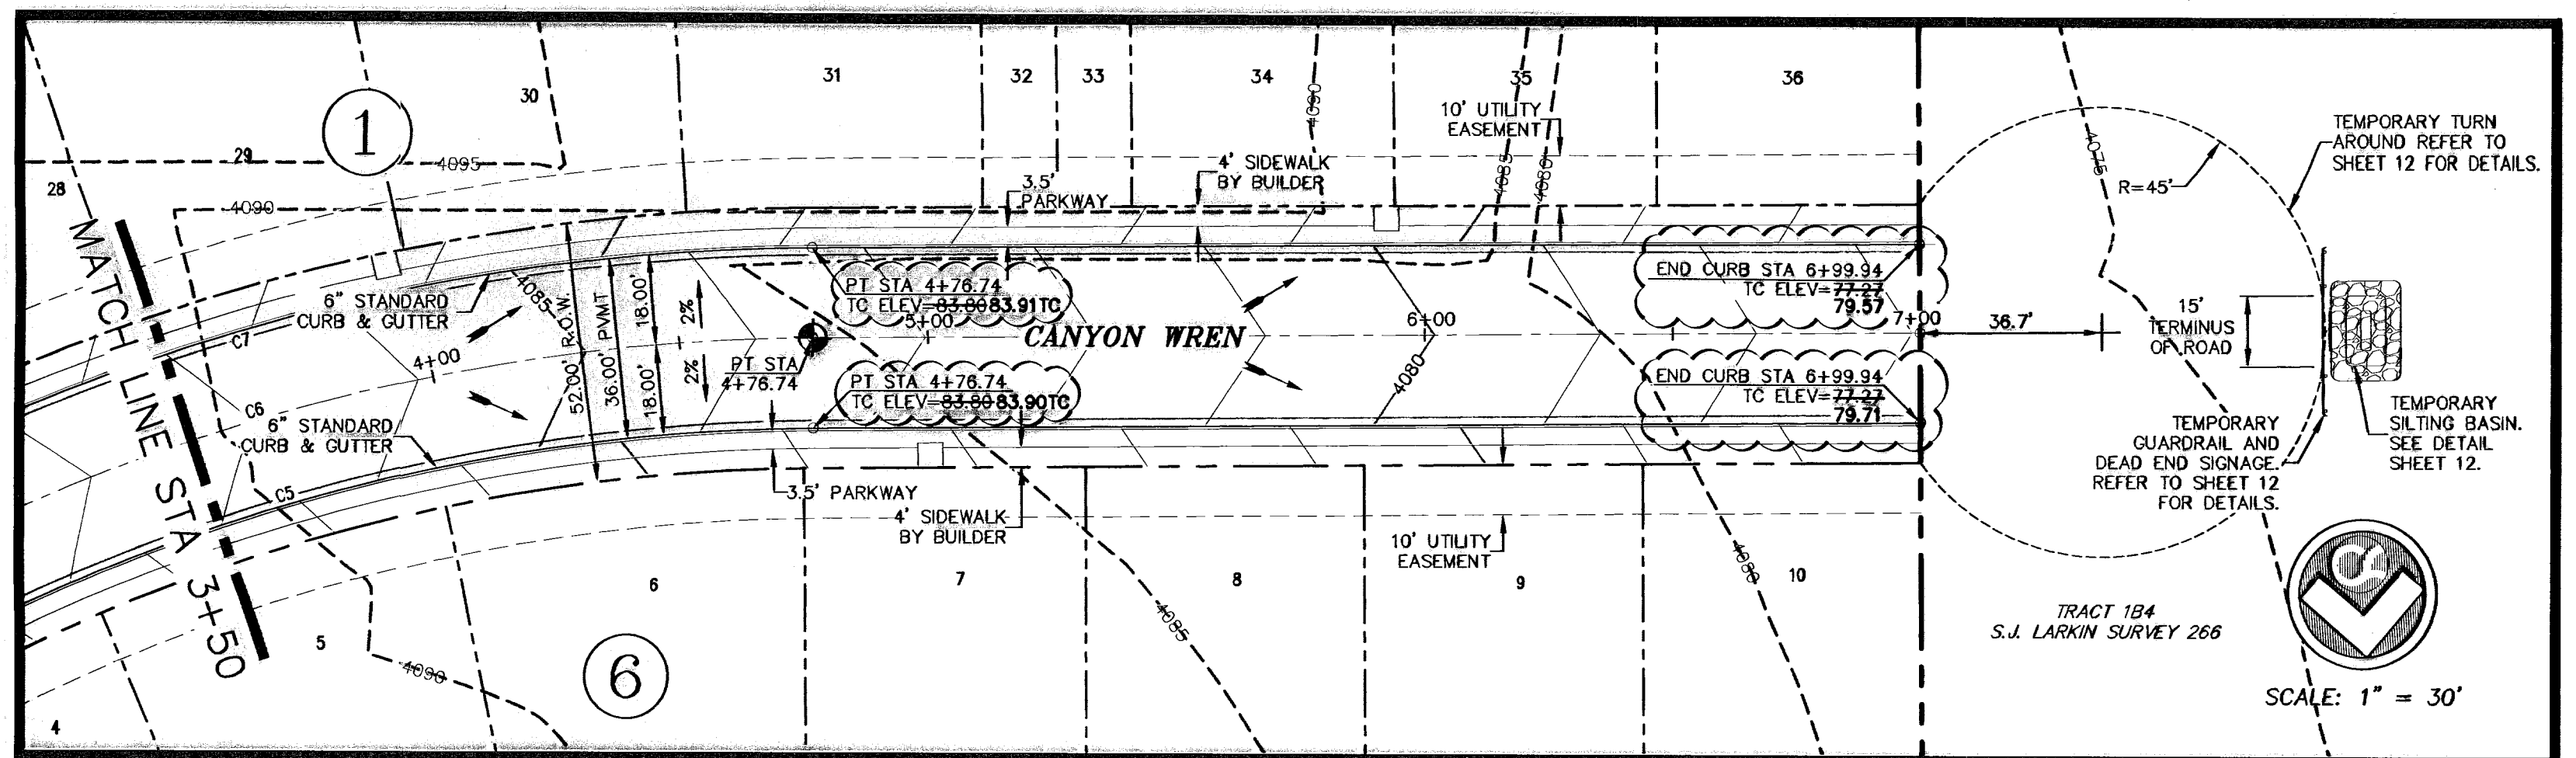 31
32
33
34
35
36
30
1
29
28
4095
4090
4090
4085
4080
4075
10' UTILITY
EASEMENT
4' SIDEWALK
BY BUILDER
3.5'
PARKWAY
TEMPORARY TURN
AROUND REFER TO
SHEET 12 FOR DETAILS.
R=45'
MATCH LINE STA 3+50
6" STANDARD
CURB & GUTTER
4085
C7
4+00
C6
6" STANDARD
CURB & GUTTER
C5
52.00' R.O.W.
36.00' PVMT
18.00'
18.00'
2%
2%
PT STA
4+76.74
PT STA 4+76.74
TC ELEV=83.80 83.91TC
5+00
CANYON WREN
PT STA 4+76.74
TC ELEV=83.80 83.90TC
6+00
4080
END CURB STA 6+99.94
TC ELEV=77.27
79.57
7+00
END CURB STA 6+99.94
TC ELEV=77.27
79.71
36.7'
15'
TERMINUS
OF ROAD
TEMPORARY
GUARDRAIL AND
DEAD END SIGNAGE.
REFER TO SHEET 12
FOR DETAILS.
TEMPORARY
SILTING BASIN.
SEE DETAIL
SHEET 12.
3.5' PARKWAY
4' SIDEWALK
BY BUILDER
10' UTILITY
EASEMENT
4
5
6
7
8
9
10
4090
6
4085
4080
TRACT 1B4
S.J. LARKIN SURVEY 266
SCALE: 1" = 30'